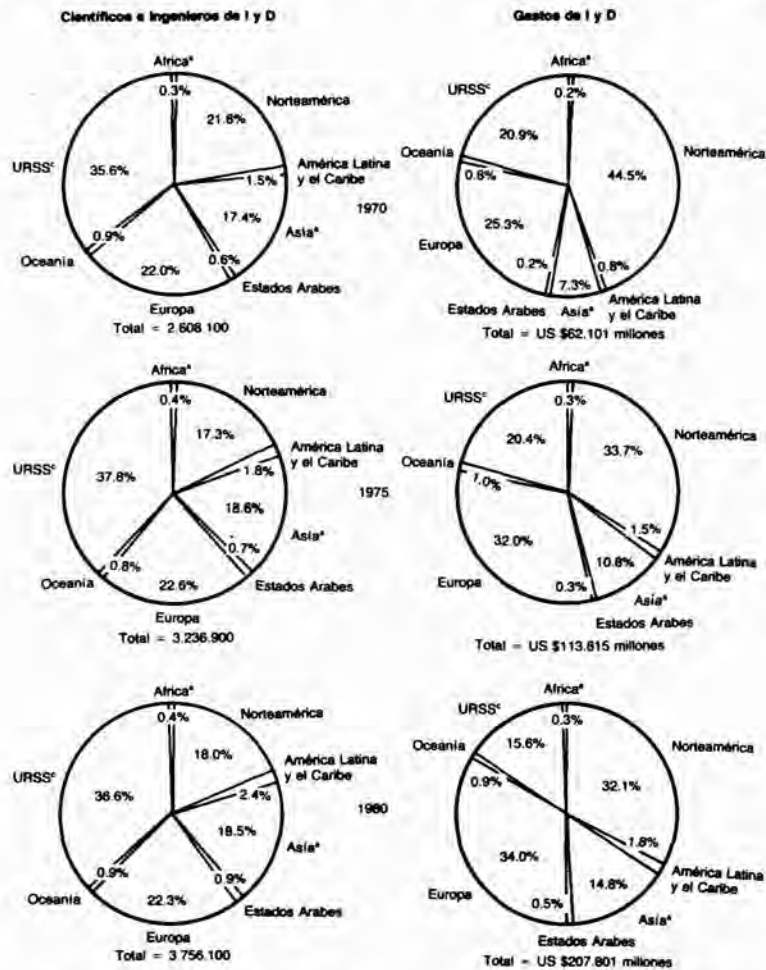 Científicos e Ingenieros de I y D
Gastos de I y D
Africaª
0.3%
Norteamérica
21.6%
URSSᶜ
35.6%
América Latina
y el Caribe
1.5%
17.4%
Asíaª
0.9%
0.6%
Oceanía
22.0%
Estados Arabes
Europa
Total = 2.608.100
1970
Africaª
0.2%
URSSᶜ
20.9%
Norteamérica
44.5%
Oceanía
0.8%
25.3%
Europa
0.2%
7.3%
0.8%
Estados Arabes
Asíaª
América Latina
y el Caribe
Total = US $62.101 millones
Africaª
0.4%
Norteamérica
17.3%
América Latina
y el Caribe
1.8%
URSSᶜ
37.8%
18.6%
Asíaª
0.7%
0.8%
Oceanía
22.6%
Estados Arabes
Europa
Total = 3.236.900
1975
Africaª
0.3%
URSSᶜ
20.4%
Norteamérica
33.7%
Oceanía
1.0%
1.5%
32.0%
10.8%
América Latina
y el Caribe
Europa
0.3%
Asíaª
Estados Arabes
Total = US $113.815 millones
Africaª
0.4%
Norteamérica
18.0%
América Latina
y el Caribe
2.4%
URSSᶜ
36.6%
18.5%
Asíaª
0.9%
0.9%
Oceanía
22.3%
Estados Arabes
Europa
Total = 3.756.100
1980
Africaª
0.3%
URSSᶜ
15.6%
Norteamérica
32.1%
Oceanía
0.9%
1.8%
34.0%
América Latina
y el Caribe
14.8%
Europa
0.5%
Asíaª
Estados Arabes
Total = US $207.801 millones